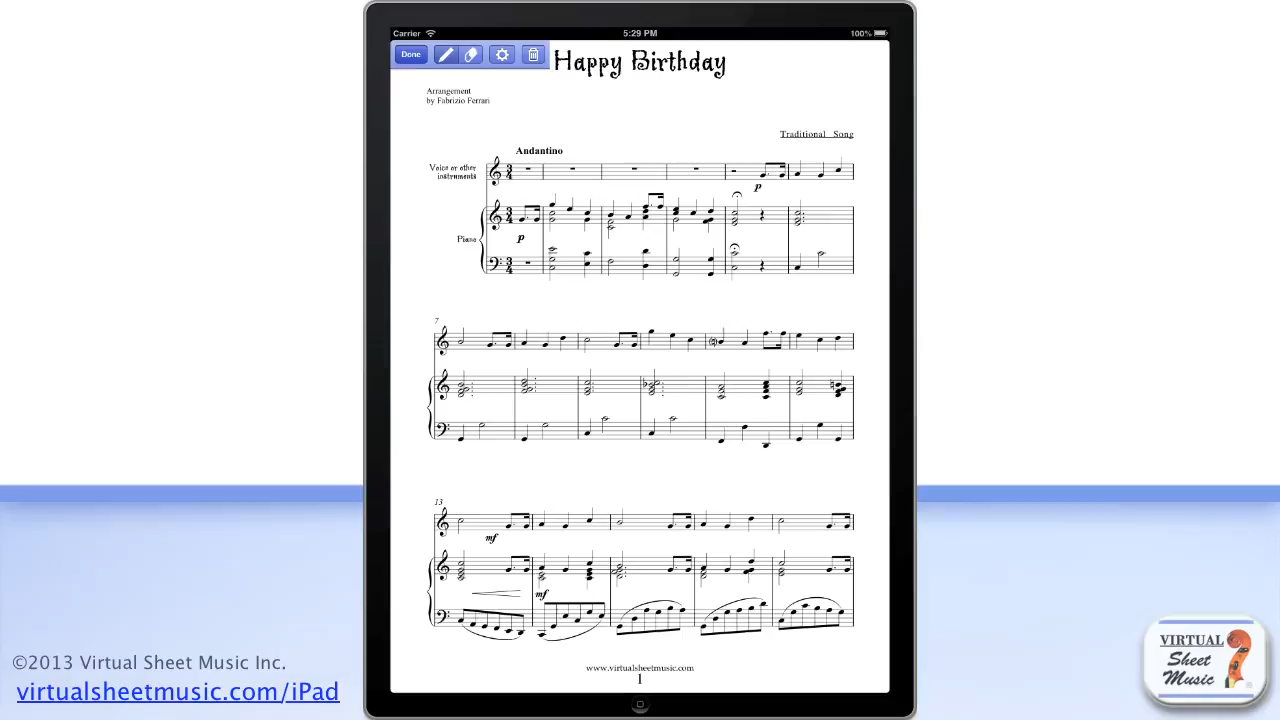 Carrier 5:29 PM 100%
Done
Happy Birthday
Arrangement
by Fabrizio Ferrari
Traditional Song
Andantino
Voice or other
instruments
p
Piano
p
7
13
mf
mf
www.virtualsheetmusic.com
1
©2013 Virtual Sheet Music Inc.
virtualsheetmusic.com/iPad
VIRTUAL
Sheet
Music